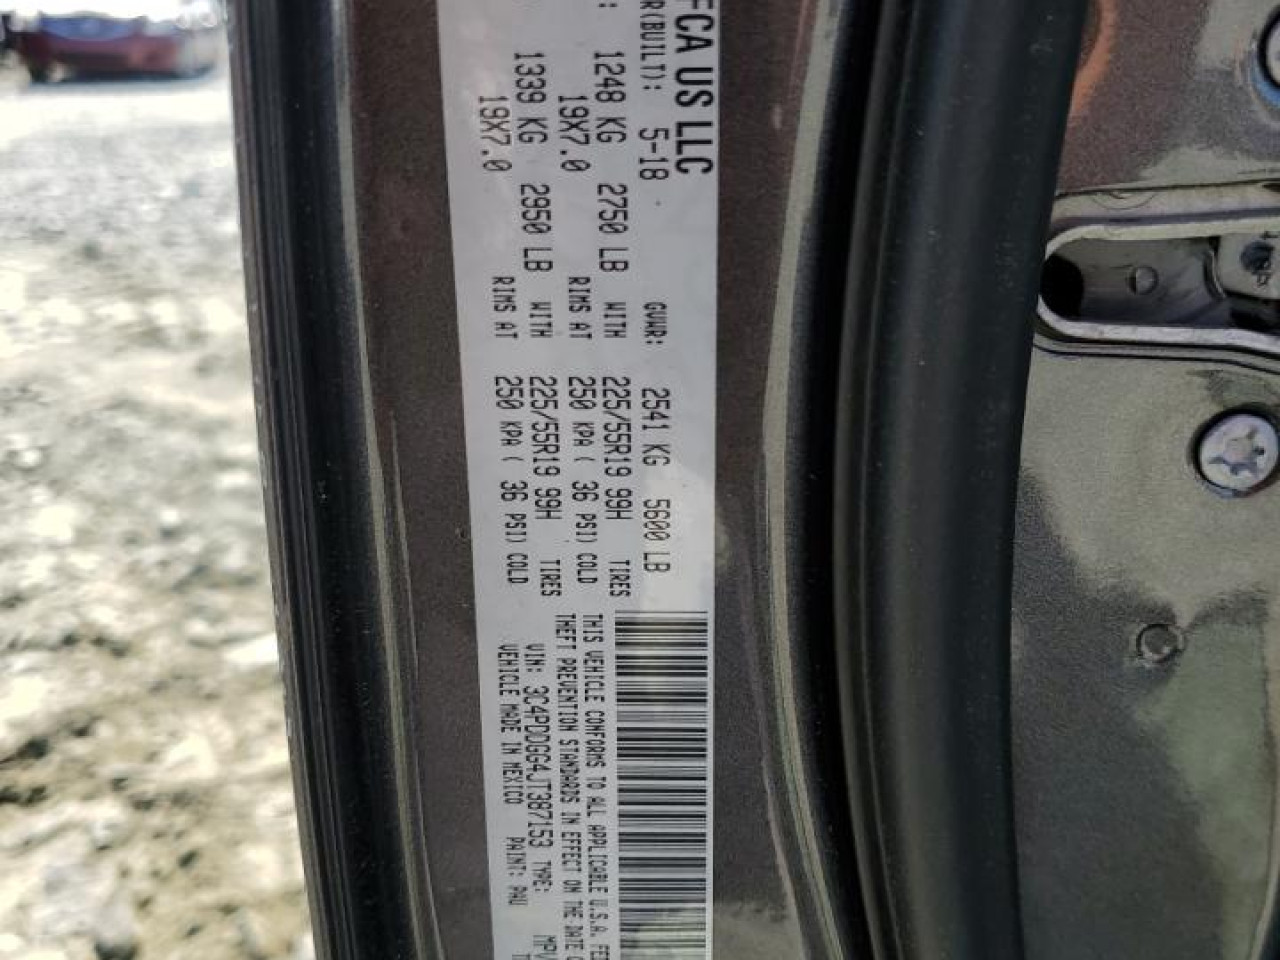 FCA US LLC
R(BUILT): 5-18 GVWR: 2541 KG 5600 LB
: 1248 KG 2750 LB WITH 225/55R19 99H TIRES
19X7.0 RIMS AT 250 KPA ( 36 PSI) COLD
1339 KG 2950 LB WITH 225/55R19 99H TIRES
19X7.0 RIMS AT 250 KPA ( 36 PSI) COLD
THIS VEHICLE CONFORMS TO ALL APPLICABLE U.S.A. FE
THEFT PREVENTION STANDARDS IN EFFECT ON THE DATE
VIN: 3C4PDDGG4JT387153 TYPE: MPV
VEHICLE MADE IN MEXICO PAINT: PAU